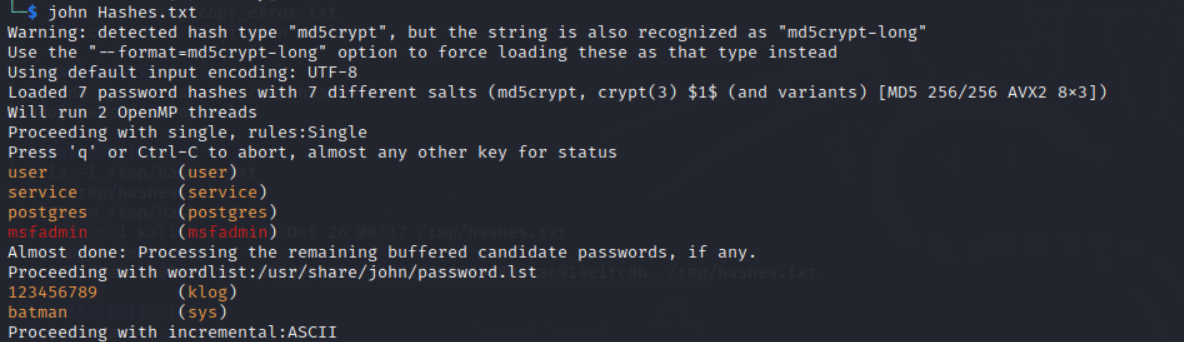 └─$ john Hashes.txt
Warning: detected hash type "md5crypt", but the string is also recognized as "md5crypt-long"
Use the "--format=md5crypt-long" option to force loading these as that type instead
Using default input encoding: UTF-8
Loaded 7 password hashes with 7 different salts (md5crypt, crypt(3) $1$ (and variants) [MD5 256/256 AVX2 8×3])
Will run 2 OpenMP threads
Proceeding with single, rules:Single
Press 'q' or Ctrl-C to abort, almost any other key for status
user (user)
service (service)
postgres (postgres)
msfadmin (msfadmin)
Almost done: Processing the remaining buffered candidate passwords, if any.
Proceeding with wordlist:/usr/share/john/password.lst
123456789 (klog)
batman (sys)
Proceeding with incremental:ASCII